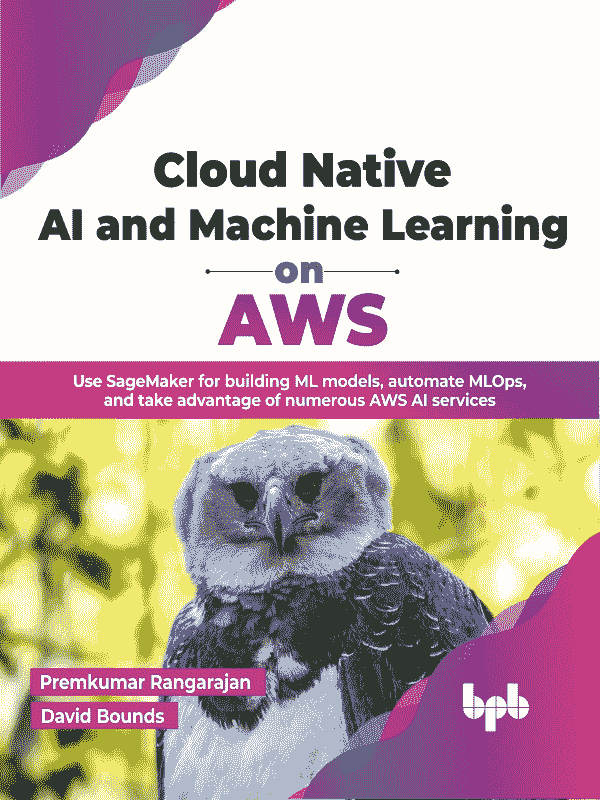 Cloud Native
AI and Machine Learning
on
AWS
Use SageMaker for building ML models, automate MLOps,
and take advantage of numerous AWS AI services
Premkumar Rangarajan
David Bounds
bpb